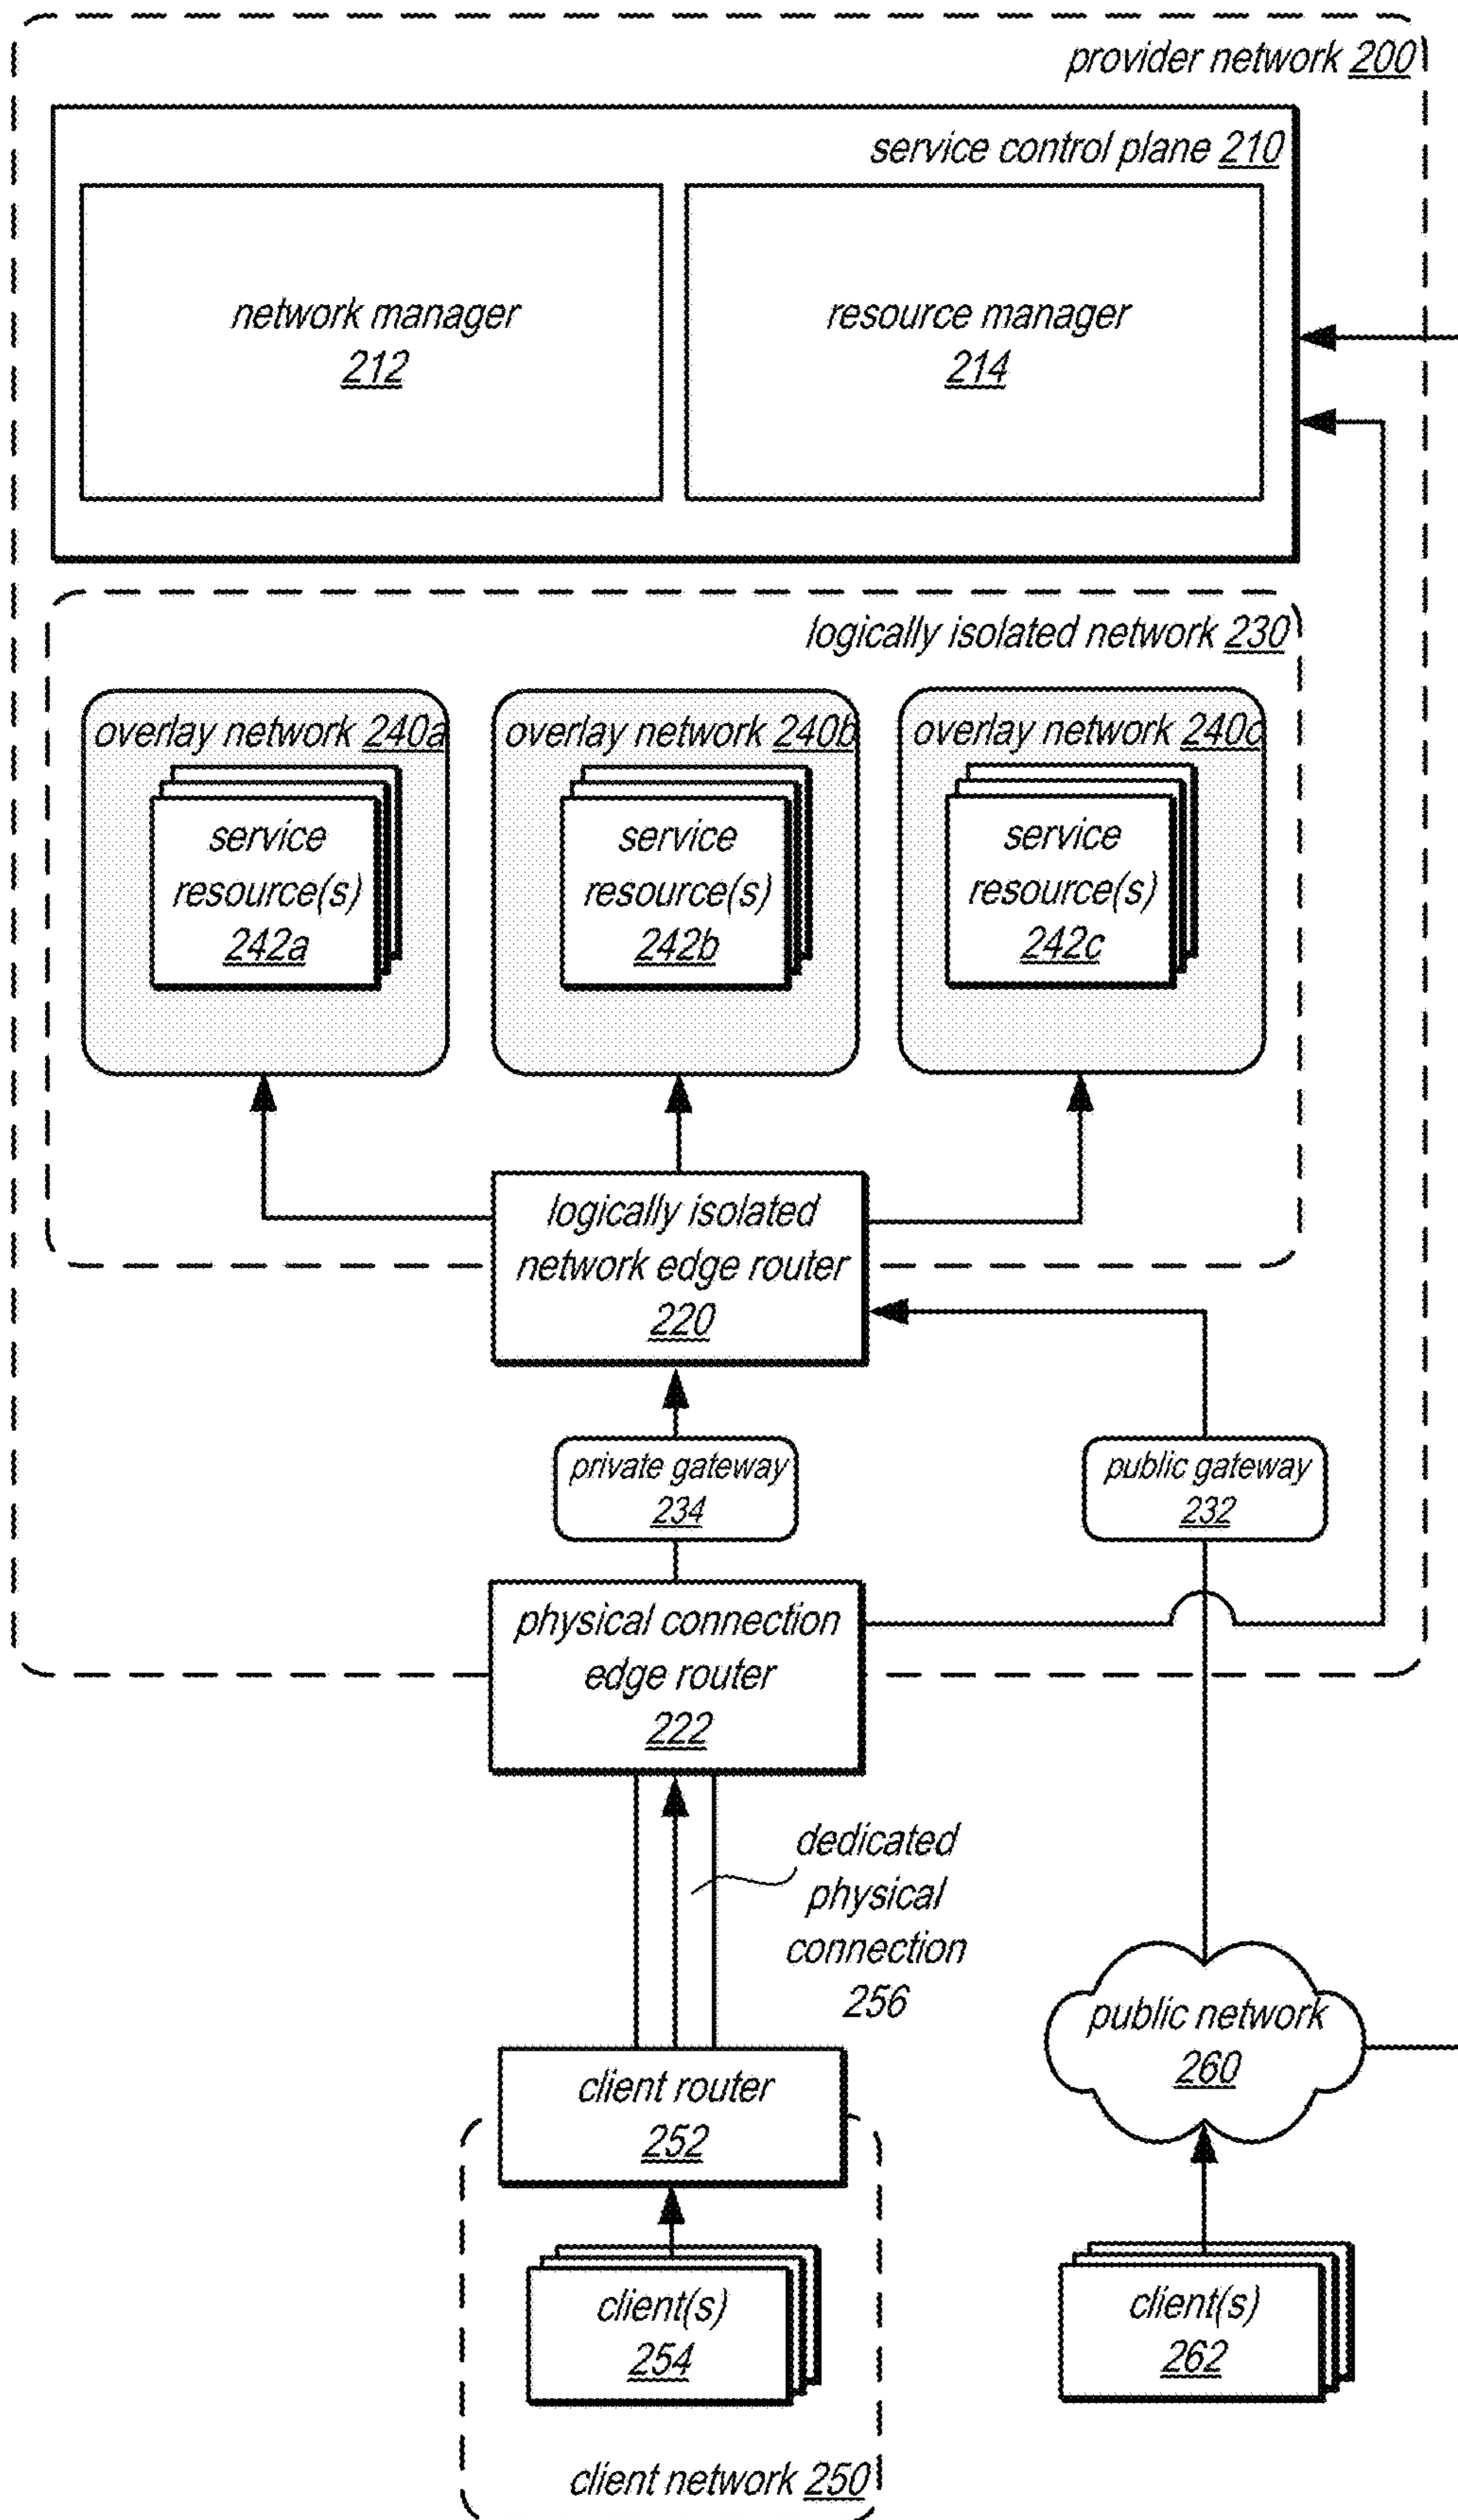 provider network 200
service control plane 210
network manager
212
resource manager
214
logically isolated network 230
overlay network 240a
service
resource(s)
242a
overlay network 240b
service
resource(s)
242b
overlay network 240c
service
resource(s)
242c
logically isolated
network edge router
220
private gateway
234
public gateway
232
physical connection
edge router
222
dedicated
physical
connection
256
public network
260
client router
252
client(s)
254
client(s)
262
client network 250